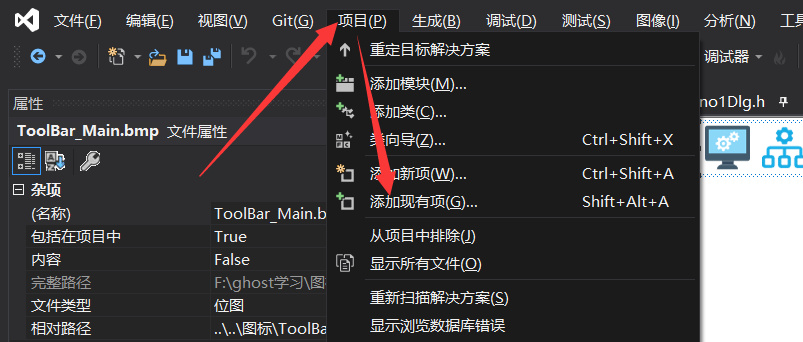 文件(F) 编辑(E) 视图(V) Git(G) 项目(P) 生成(B) 调试(D) 测试(S) 图像(I) 分析(N) 工具
调试器
属性
no1Dlg.h
ToolBar_Main.bmp 文件属性
杂项
(名称) ToolBar_Main.b
包括在项目中 True
内容 False
完整路径 F:\ghost学习\图
文件类型 位图
相对路径 ..\..\图标\ToolBa
重定目标解决方案
添加模块(M)...
添加类(C)...
类向导(Z)... Ctrl+Shift+X
添加新项(W)... Ctrl+Shift+A
添加现有项(G)... Shift+Alt+A
从项目中排除(J)
显示所有文件(O)
重新扫描解决方案(S)
显示浏览数据库错误